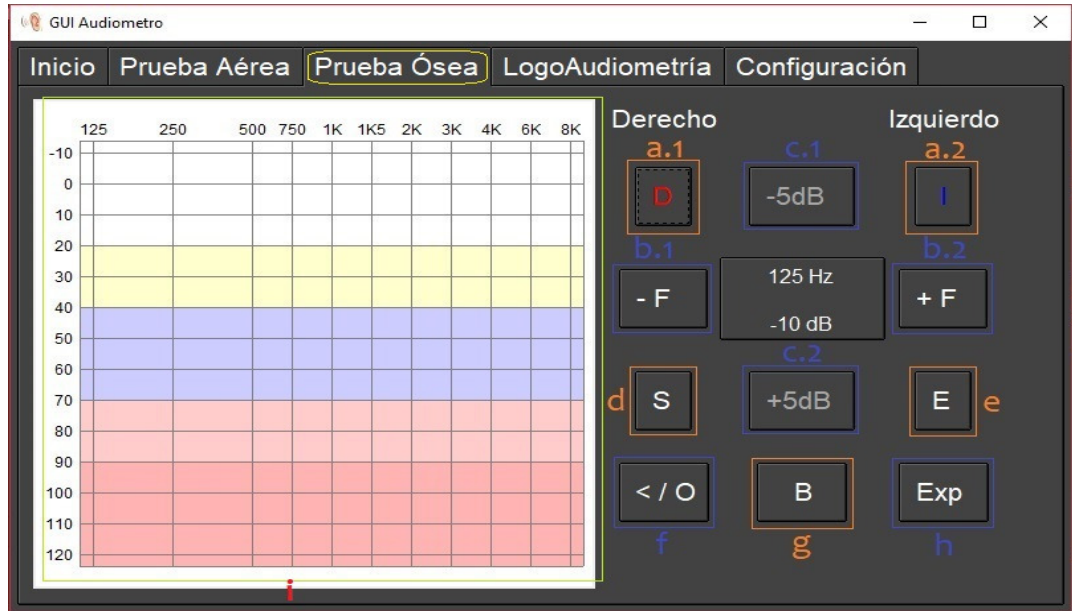 GUI Audiometro
Inicio Prueba Aérea Prueba Ósea LogoAudiometría Configuración
125 250 500 750 1K 1K5 2K 3K 4K 6K 8K
-10
0
10
20
30
40
50
60
70
80
90
100
110
120
i
Derecho Izquierdo
a.1 c.1 a.2
D -5dB I
b.1 b.2
- F 125 Hz + F
-10 dB
c.2
d S +5dB E e
< / O B Exp
f g h